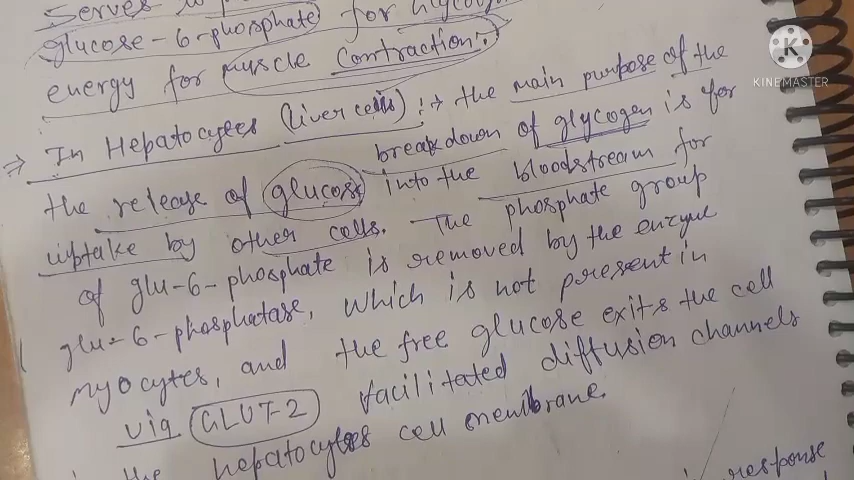 Serves
glucose-6-phosphate for
energy for muscle contraction.
KINEMASTER
⇒ In Hepatocytes (liver cells) :→ the main purpose of the
breakdown of glycogen is for
the release of glucose into the bloodstream for
uptake by other cells. The phosphate group
of glu-6-phosphate is removed by the enzyme
glu-6-phosphatase, which is not present in
myocytes, and the free glucose exits the cell
via GLUT-2 facilitated diffusion channels
the hepatocytes cell membrane.
response